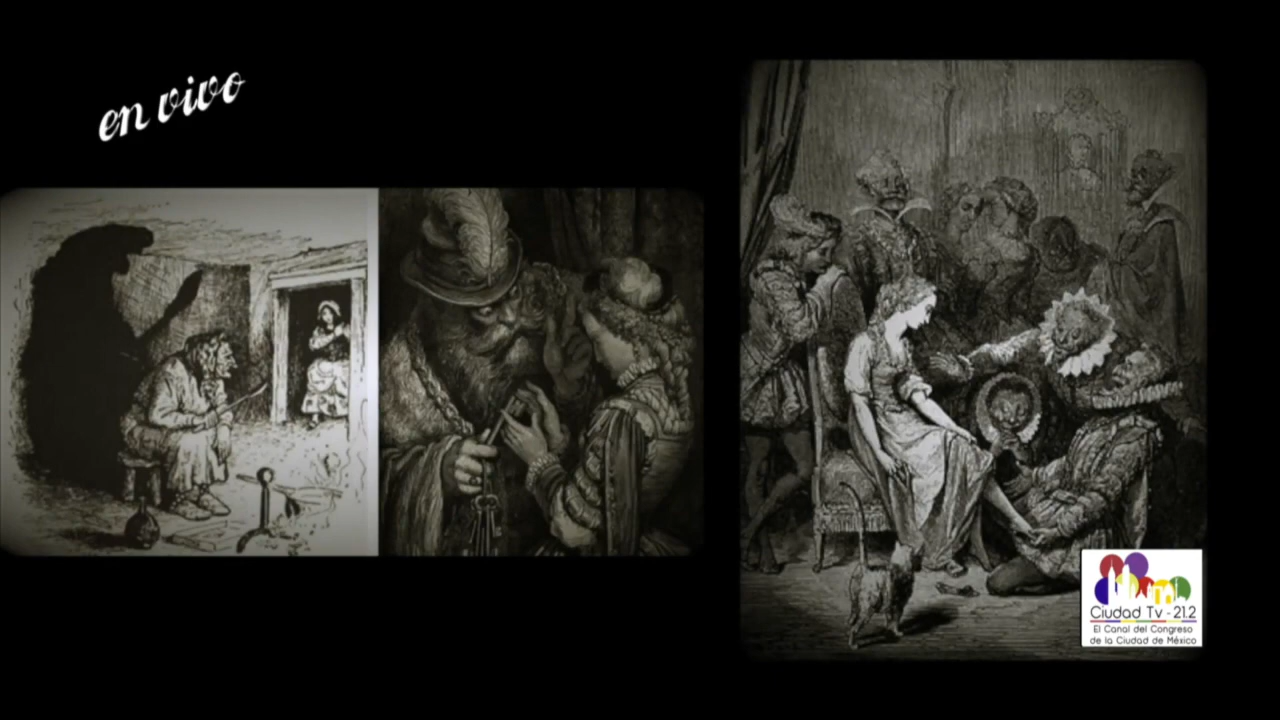 en vivo
Ciudad Tv - 21.2
El Canal del Congreso
de la Ciudad de México